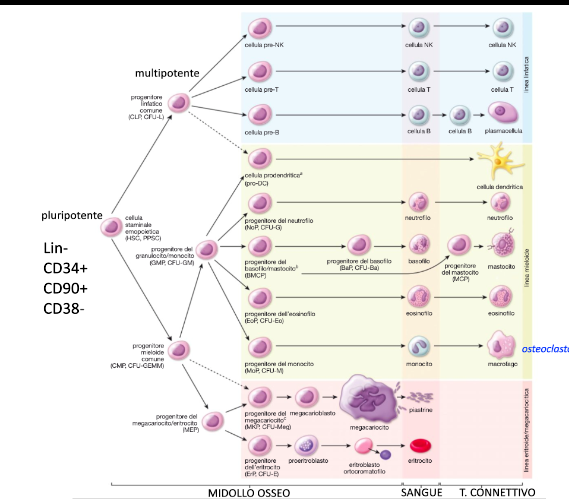 cellula pre-NK
cellula NK
cellula NK
multipotente
cellula pre-T
cellula T
cellula T
linea linfatica
progenitore
linfatico
comune
(CLP, CFU-L)
cellula pre-B
cellula B
cellula B
plasmacellula
cellula prodendritica
(pro-DC)
cellula dendritica
pluripotente
cellula
staminale
emopoietica
(HSC, PPSC)
progenitore del neutrofilo
(NoP, CFU-G)
neutrofilo
neutrofilo
Lin-
CD34+
CD90+
CD38-
progenitore del
granulocito/monocito
(GMP, CFU-GM)
progenitore del
basofilo/mastocito
(BMCP)
progenitore del basofilo
(BaP, CFU-Ba)
basofilo
progenitore
del mastocito
(MCP)
mastocito
linea mieloide
progenitore dell'eosinofilo
(EoP, CFU-Eo)
eosinofilo
eosinofilo
progenitore
mieloide
comune
(CMP, CFU-GEMM)
progenitore del monocito
(MoP, CFU-M)
monocito
macrofago
osteoclasto
progenitore del
megacariocito/eritrocito
(MEP)
progenitore del
megacariocito
(MKP, CFU-Meg)
megacarioblasto
megacariocito
piastrine
progenitore
dell'eritrocito
(ErP, CFU-E)
proeritroblasto
eritroblasto
ortocromatofilo
eritrocito
linea eritroide/megacariocitica
MIDOLLO OSSEO
SANGUE
T. CONNETTIVO